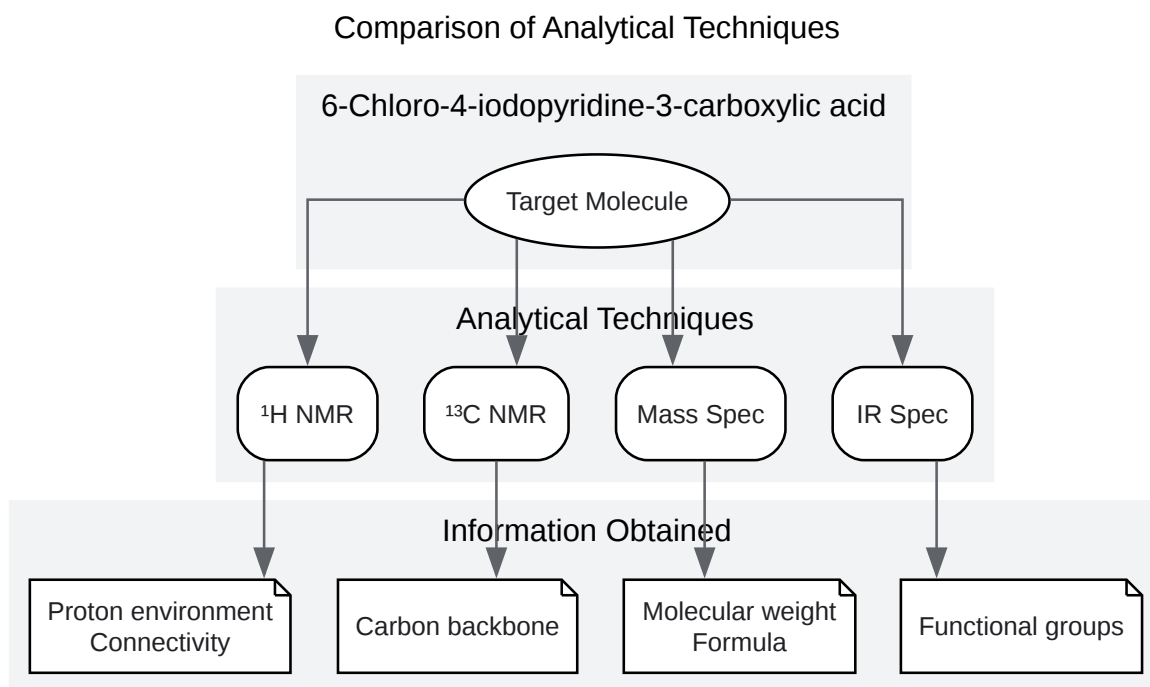 Comparison of Analytical Techniques
6-Chloro-4-iodopyridine-3-carboxylic acid
Target Molecule
Analytical Techniques
¹H NMR
¹³C NMR
Mass Spec
IR Spec
Information Obtained
Proton environment
Connectivity
Carbon backbone
Molecular weight
Formula
Functional groups